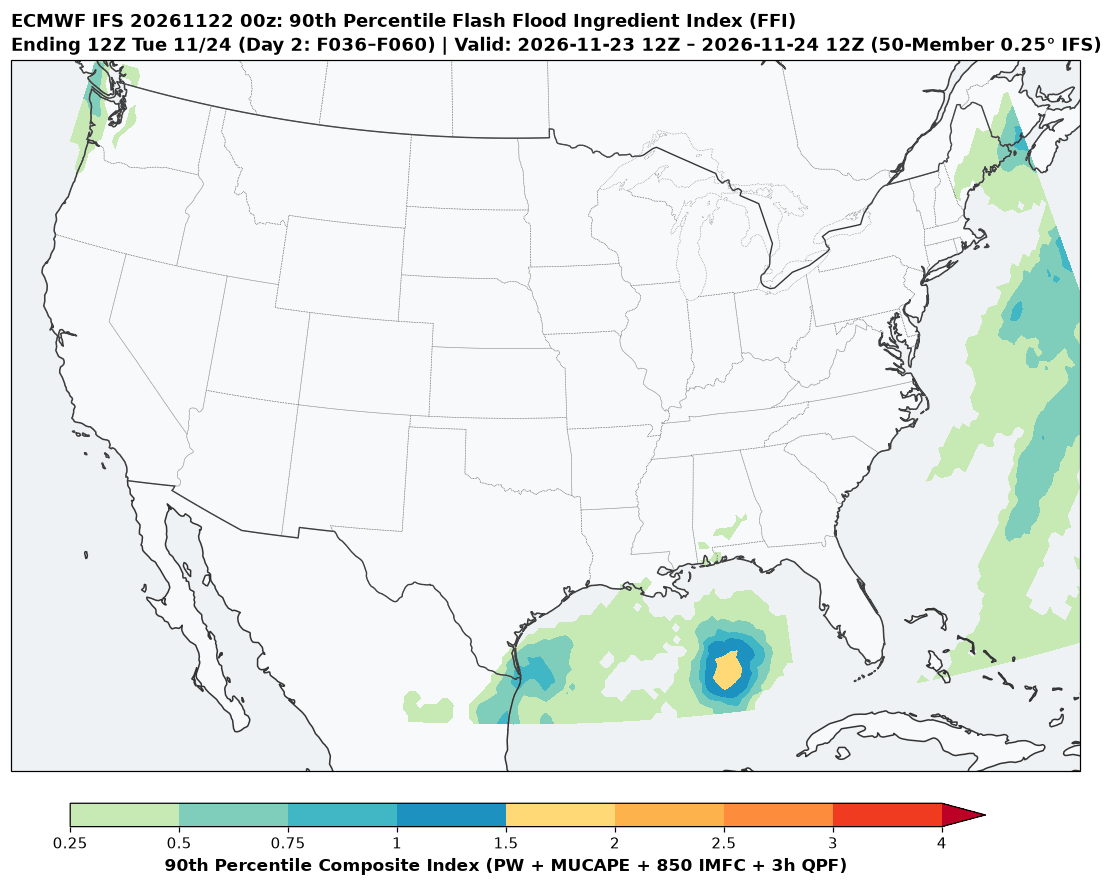 ECMWF IFS 20261122 00z: 90th Percentile Flash Flood Ingredient Index (FFI)
Ending 12Z Tue 11/24 (Day 2: F036–F060) | Valid: 2026-11-23 12Z – 2026-11-24 12Z (50-Member 0.25° IFS)
0.25 0.5 0.75 1 1.5 2 2.5 3 4
90th Percentile Composite Index (PW + MUCAPE + 850 IMFC + 3h QPF)